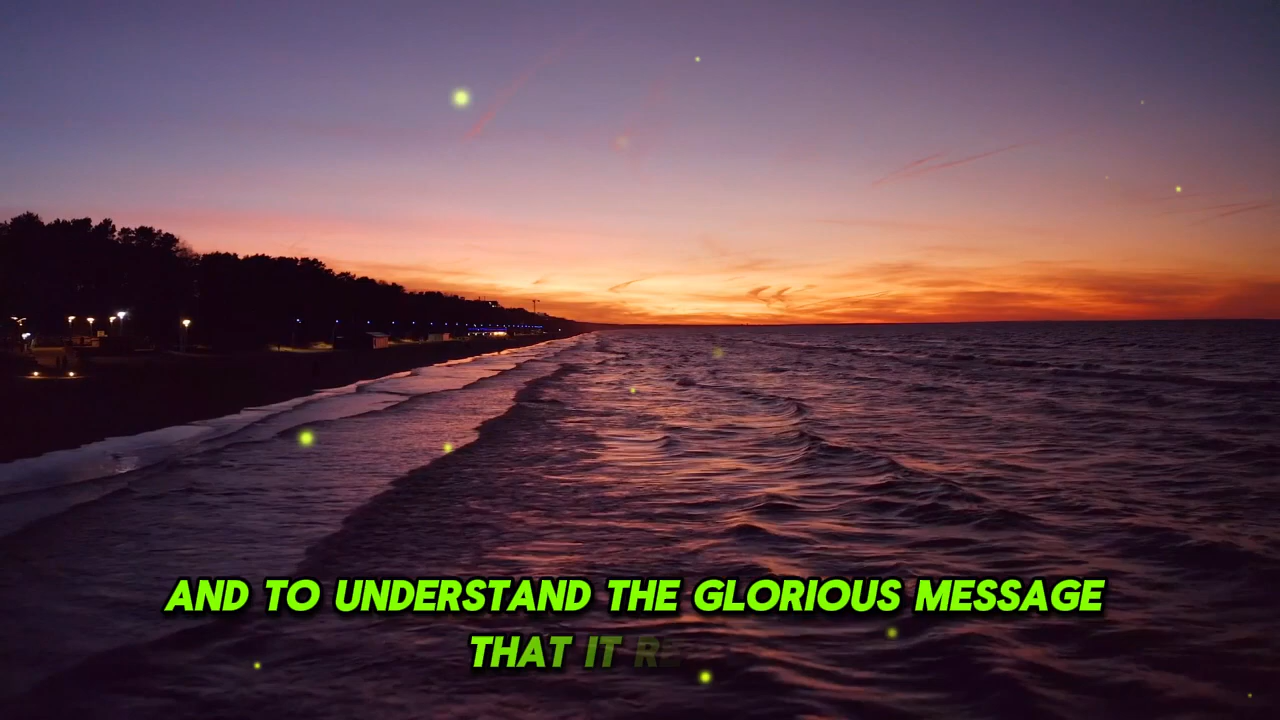 AND TO UNDERSTAND THE GLORIOUS MESSAGE
THAT IT